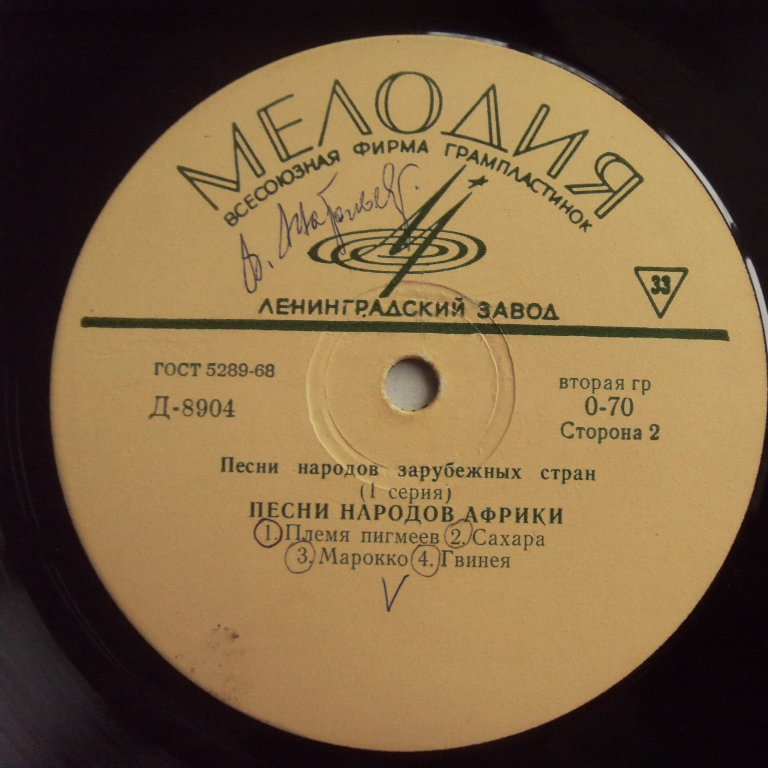 МЕЛОДИЯ
ВСЕСОЮЗНАЯ ФИРМА ГРАМПЛАСТИНОК
ЛЕНИНГРАДСКИЙ ЗАВОД
33
ГОСТ 5289-68
Д-8904
вторая гр
0-70
Сторона 2
Песни народов зарубежных стран
(1 серия)
ПЕСНИ НАРОДОВ АФРИКИ
1. Племя пигмеев 2. Сахара
3. Марокко 4. Гвинея